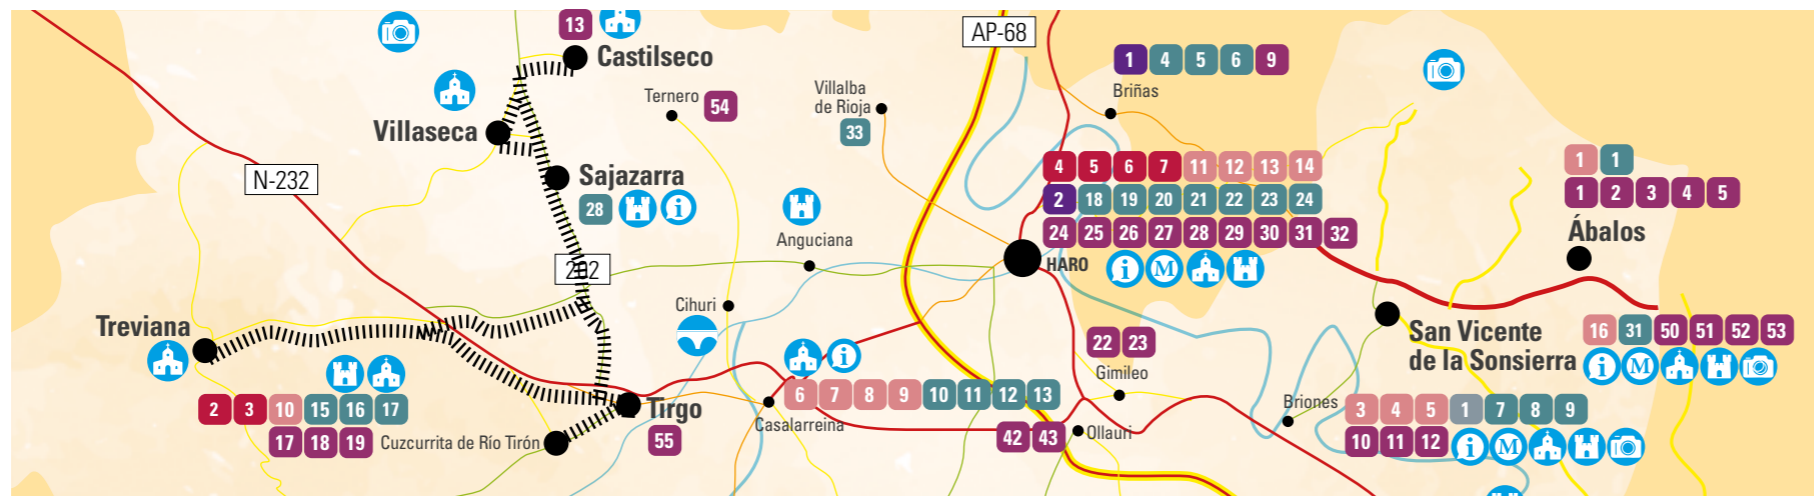 13
Castilseco
AP-68
1 4 5 6 9
Briñas
Ternero 54
Villalba
de Rioja
33
Villaseca
N-232
Sajazarra
28 i
4 5 6 7 11 12 13 14
2 18 19 20 21 22 23 24
24 25 26 27 28 29 30 31 32
HARO
i M
1 1
1 2 3 4 5
Ábalos
Anguciana
202
Cihuri
Treviana
San Vicente
de la Sonsierra
16 31 50 51 52 53
i M
22 23
Gimileo
i
6 7 8 9 10 11 12 13
Casalarreina
2 3 10 15 16 17
17 18 19
Cuzcurrita de Río Tirón
Tirgo
55
42 43
Ollauri
Briones
3 4 5 1 7 8 9
10 11 12 i M